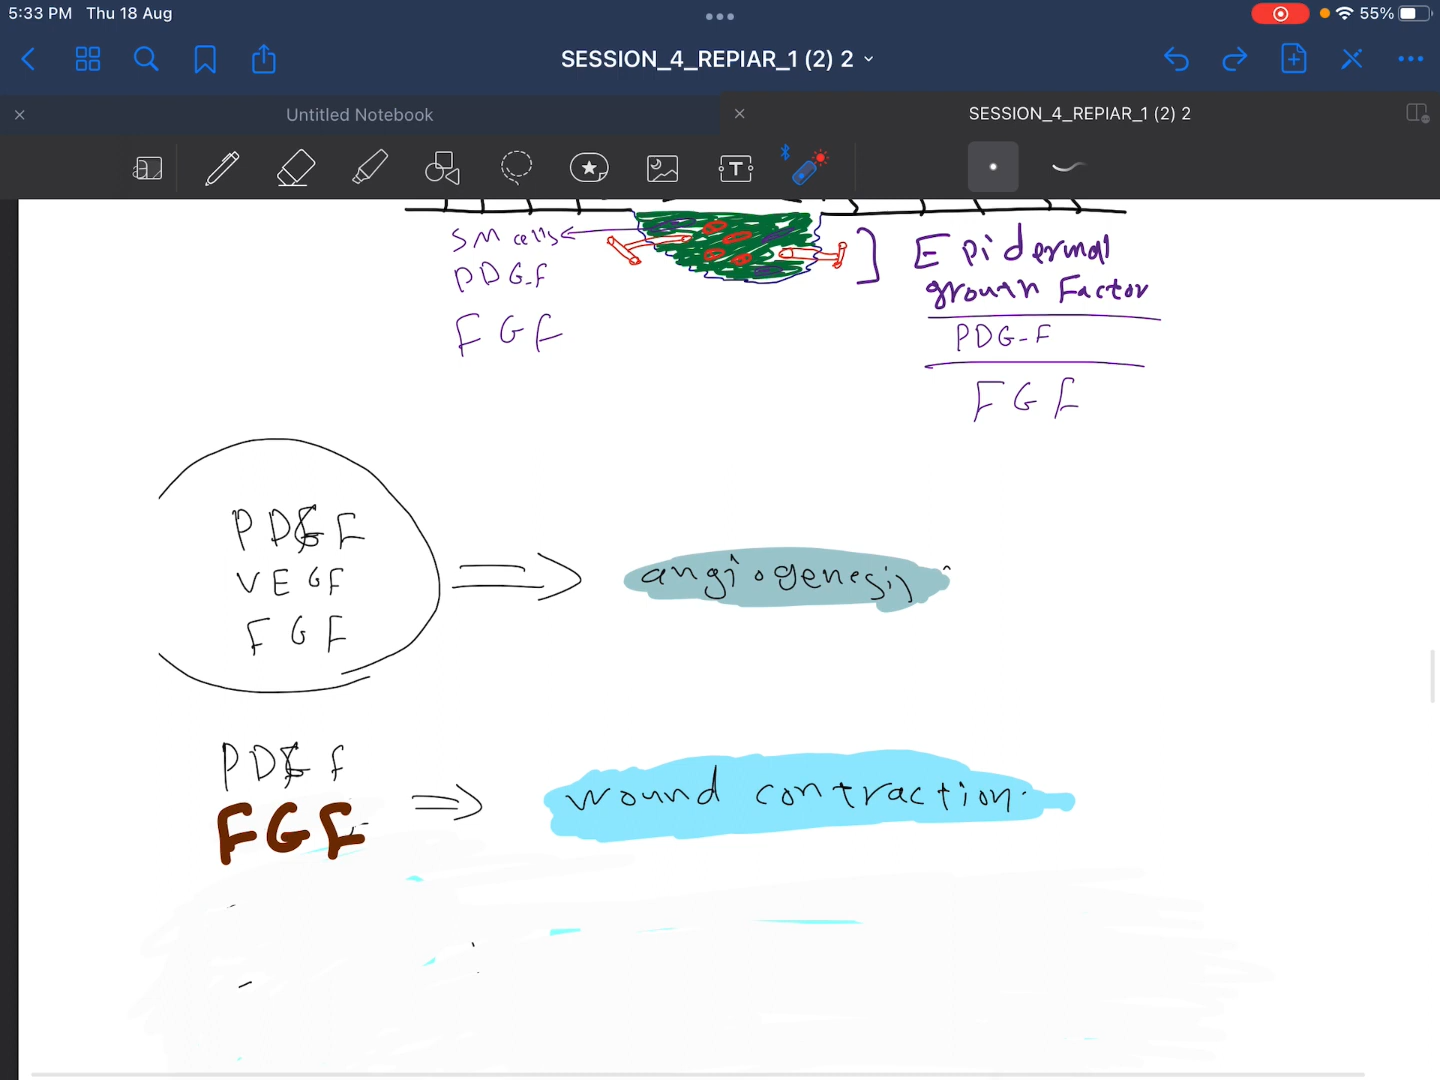 5:33 PM Thu 18 Aug
55%
SESSION_4_REPIAR_1 (2) 2
Untitled Notebook
SESSION_4_REPIAR_1 (2) 2
SM cells
PDGF
FGF
Epidermal
growth Factor
PDG-F
FGF
PDGF
VEGF
FGF
angiogenesis
PDGF
FGF
wound contraction